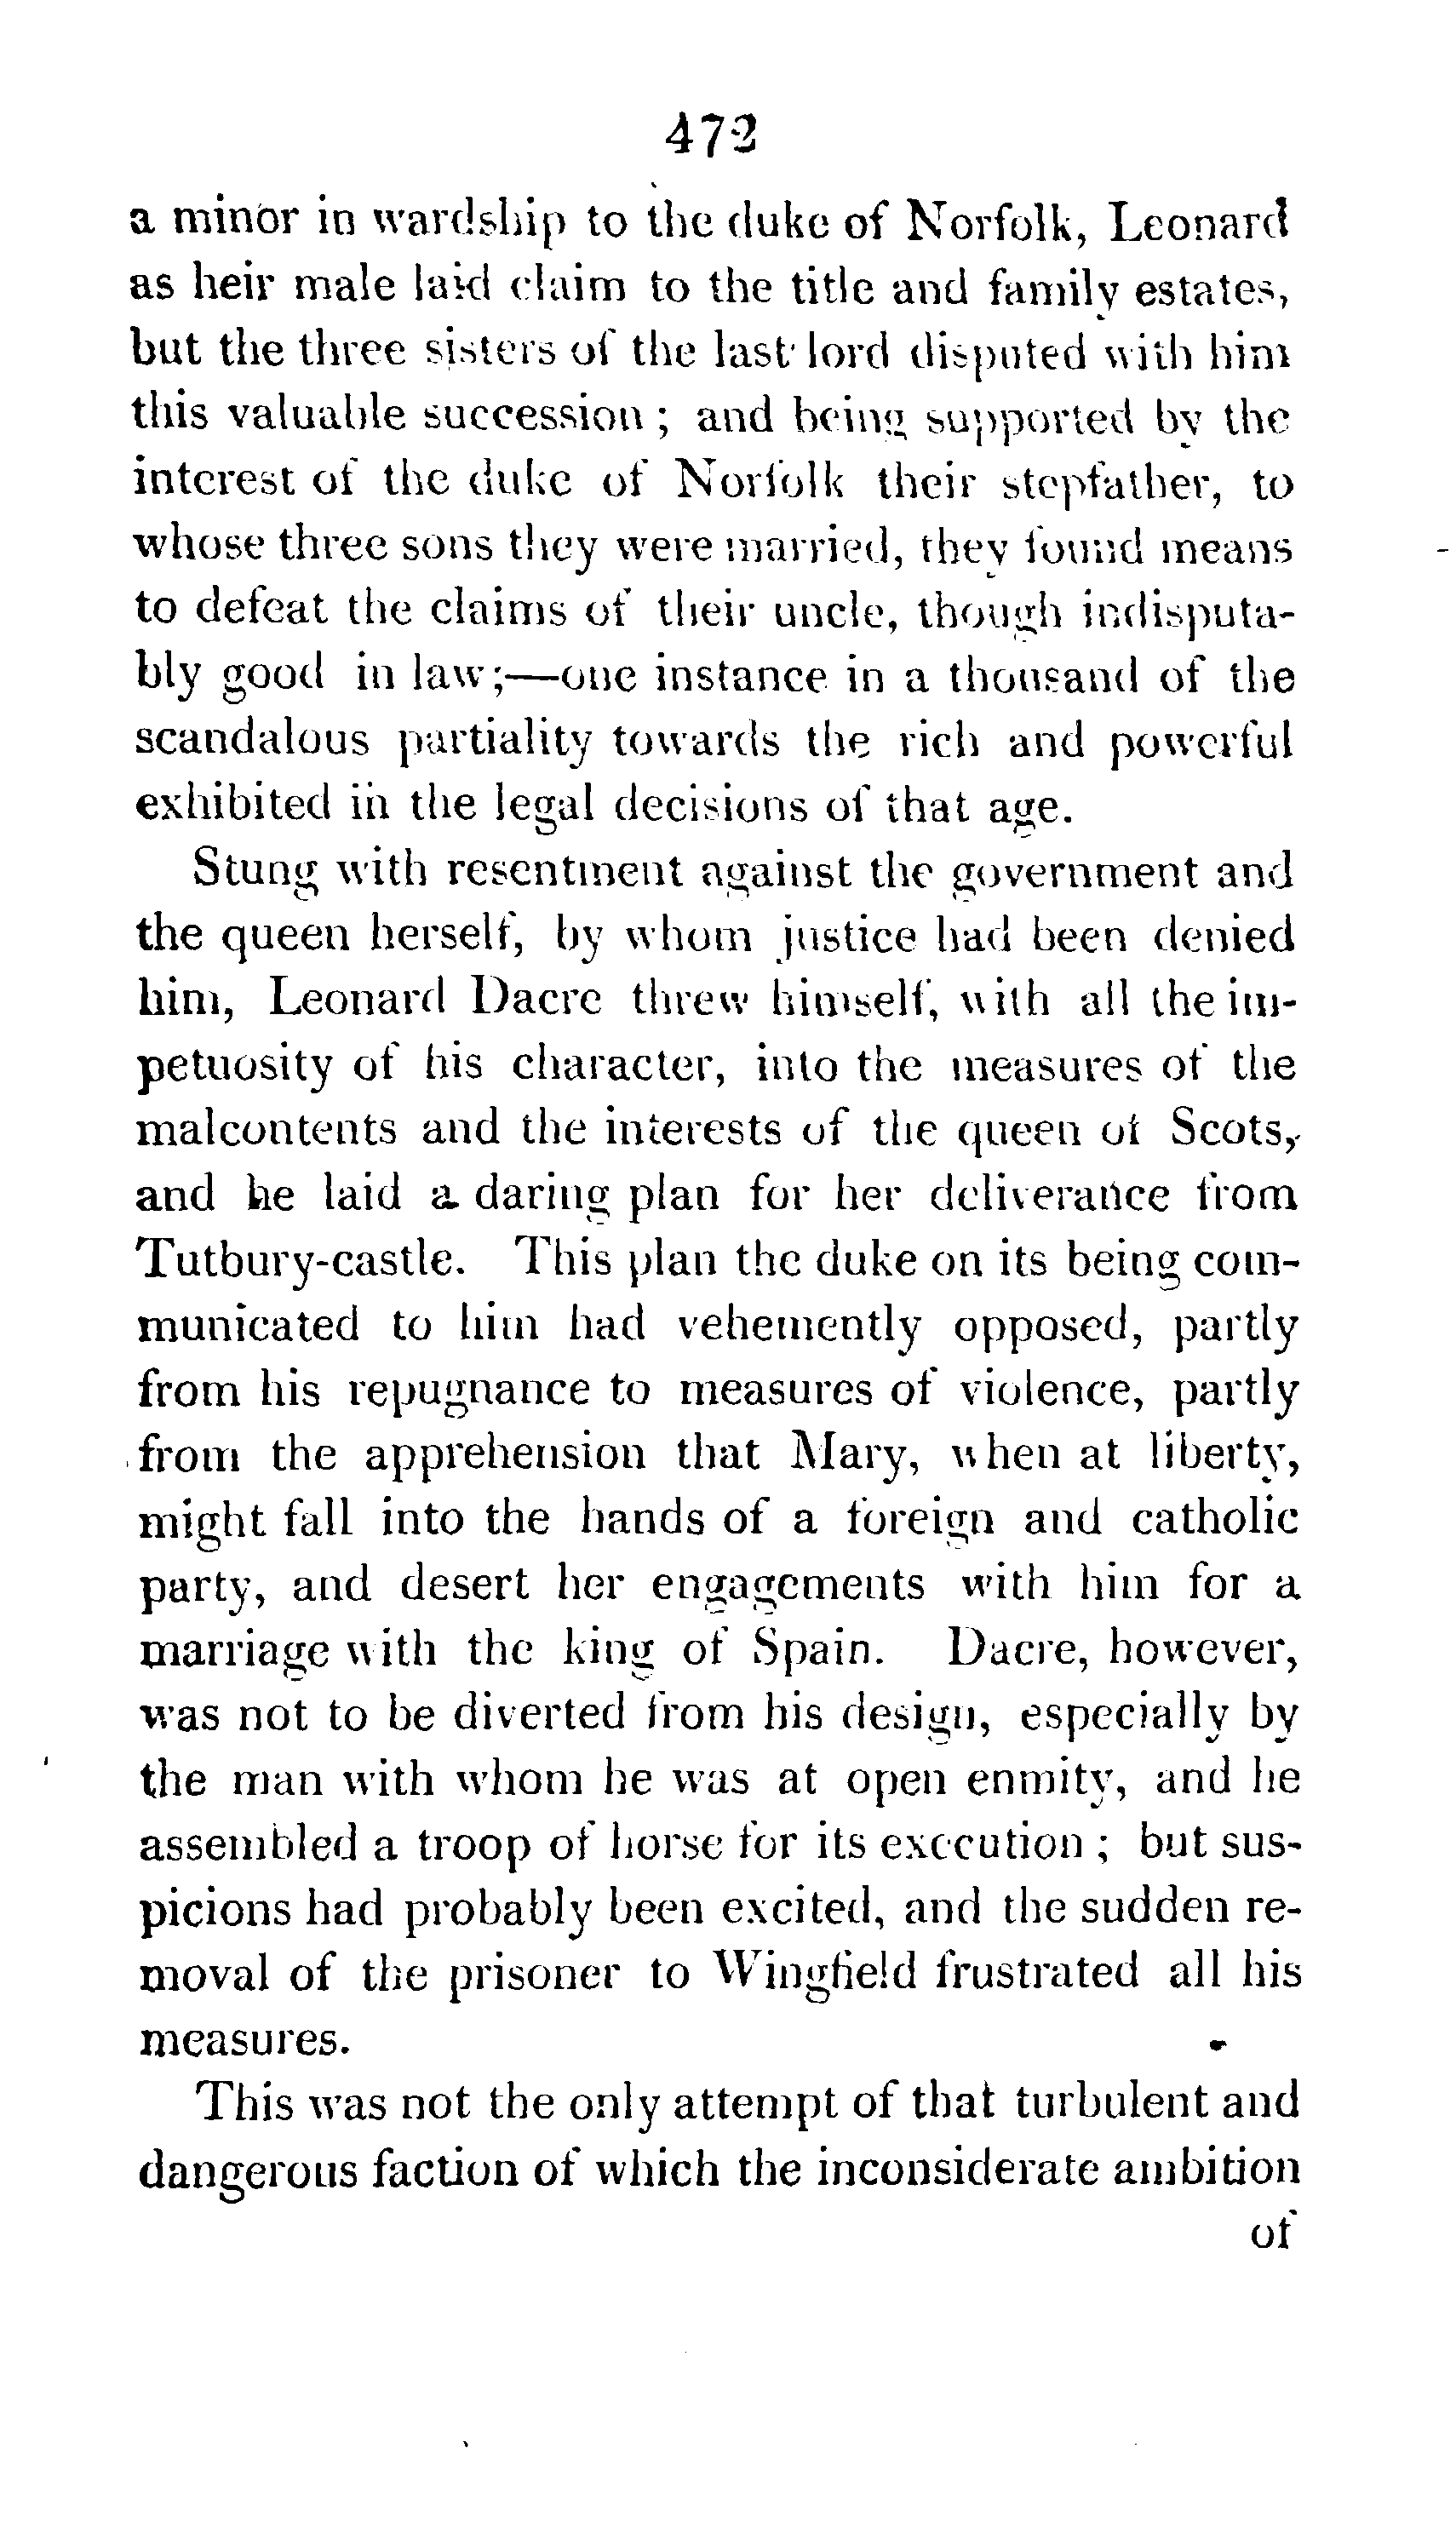 472
a minor in wardship to the duke of Norfolk, Leonard
as heir male laid claim to the title and family estates,
but the three sisters of the last lord disputed with him
this valuable succession ; and being supported by the
interest of the duke of Norfolk their stepfather, to
whose three sons they were married, they found means
to defeat the claims of their uncle, though indisputa-
bly good in law;—one instance in a thousand of the
scandalous partiality towards the rich and powerful
exhibited in the legal decisions of that age.
Stung with resentment against the government and
the queen herself, by whom justice had been denied
him, Leonard Dacre threw himself, with all the im-
petuosity of his character, into the measures of the
malcontents and the interests of the queen of Scots,
and he laid a daring plan for her deliverance from
Tutbury-castle. This plan the duke on its being com-
municated to him had vehemently opposed, partly
from his repugnance to measures of violence, partly
from the apprehension that Mary, when at liberty,
might fall into the hands of a foreign and catholic
party, and desert her engagements with him for a
marriage with the king of Spain. Dacre, however,
was not to be diverted from his design, especially by
the man with whom he was at open enmity, and he
assembled a troop of horse for its execution ; but sus-
picions had probably been excited, and the sudden re-
moval of the prisoner to Wingfield frustrated all his
measures.
This was not the only attempt of that turbulent and
dangerous faction of which the inconsiderate ambition
of